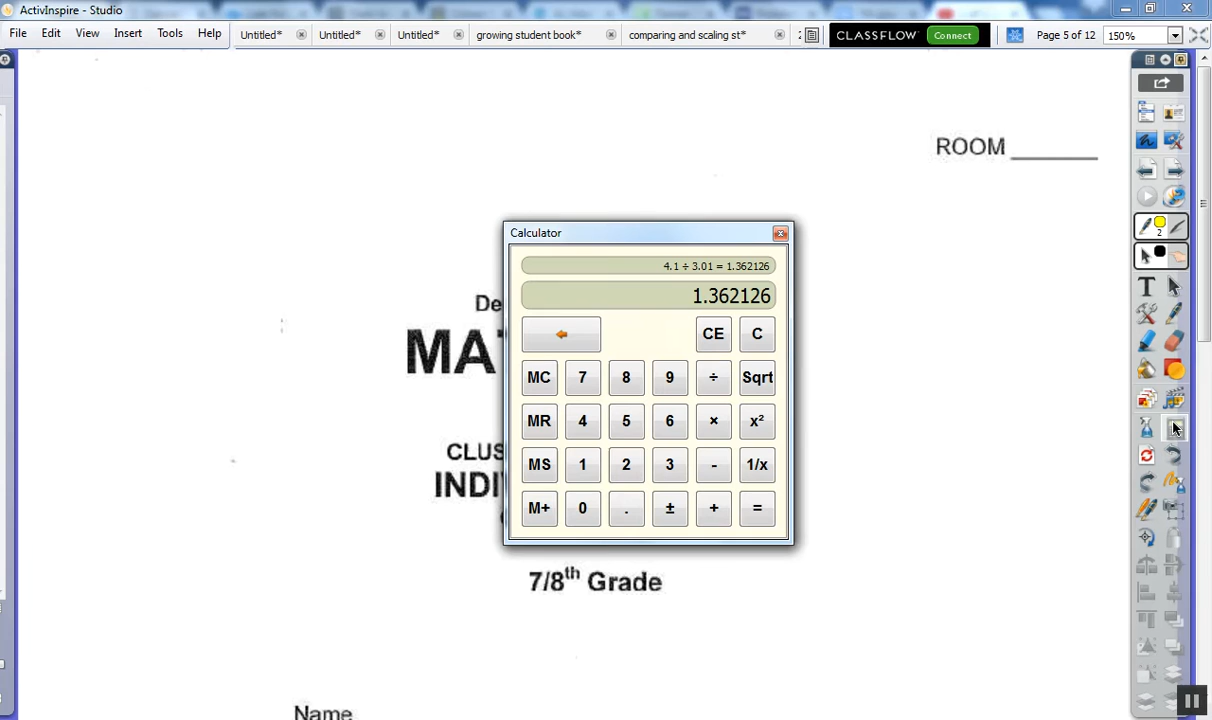 ActivInspire - Studio
File Edit View Insert Tools Help Untitled* Untitled* Untitled* growing student book* comparing and scaling st* CLASSFLOW Connect Page 5 of 12 150%
ROOM
Calculator
4.1 ÷ 3.01 = 1.362126
1.362126
CE C
MC 7 8 9 ÷ Sqrt
MR 4 5 6 × x²
MS 1 2 3 - 1/x
M+ 0 . ± + =
De
MA
CLUS
INDI
7/8th Grade
Name
2
T